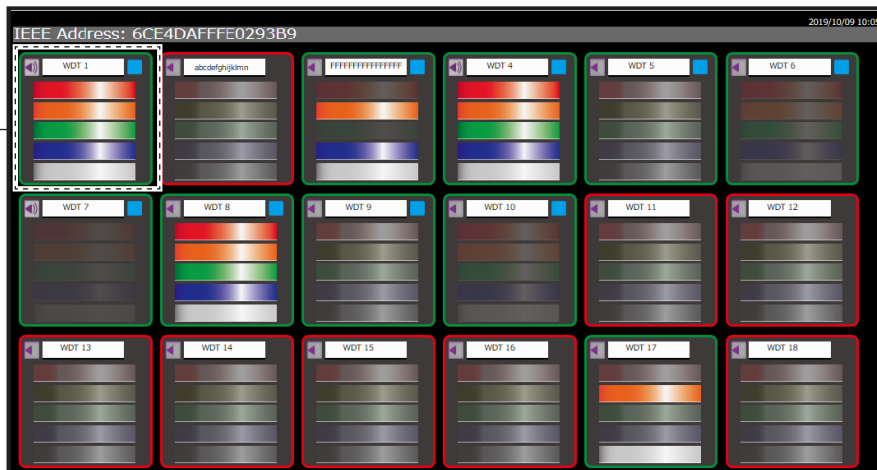 2019/10/09 10:05
IEEE Address: 6CE4DAFFFE0293B9
WDT 1
abcdefghijklmn
FFFFFFFFFFFFFFFF
WDT 4
WDT 5
WDT 6
WDT 7
WDT 8
WDT 9
WDT 10
WDT 11
WDT 12
WDT 13
WDT 14
WDT 15
WDT 16
WDT 17
WDT 18